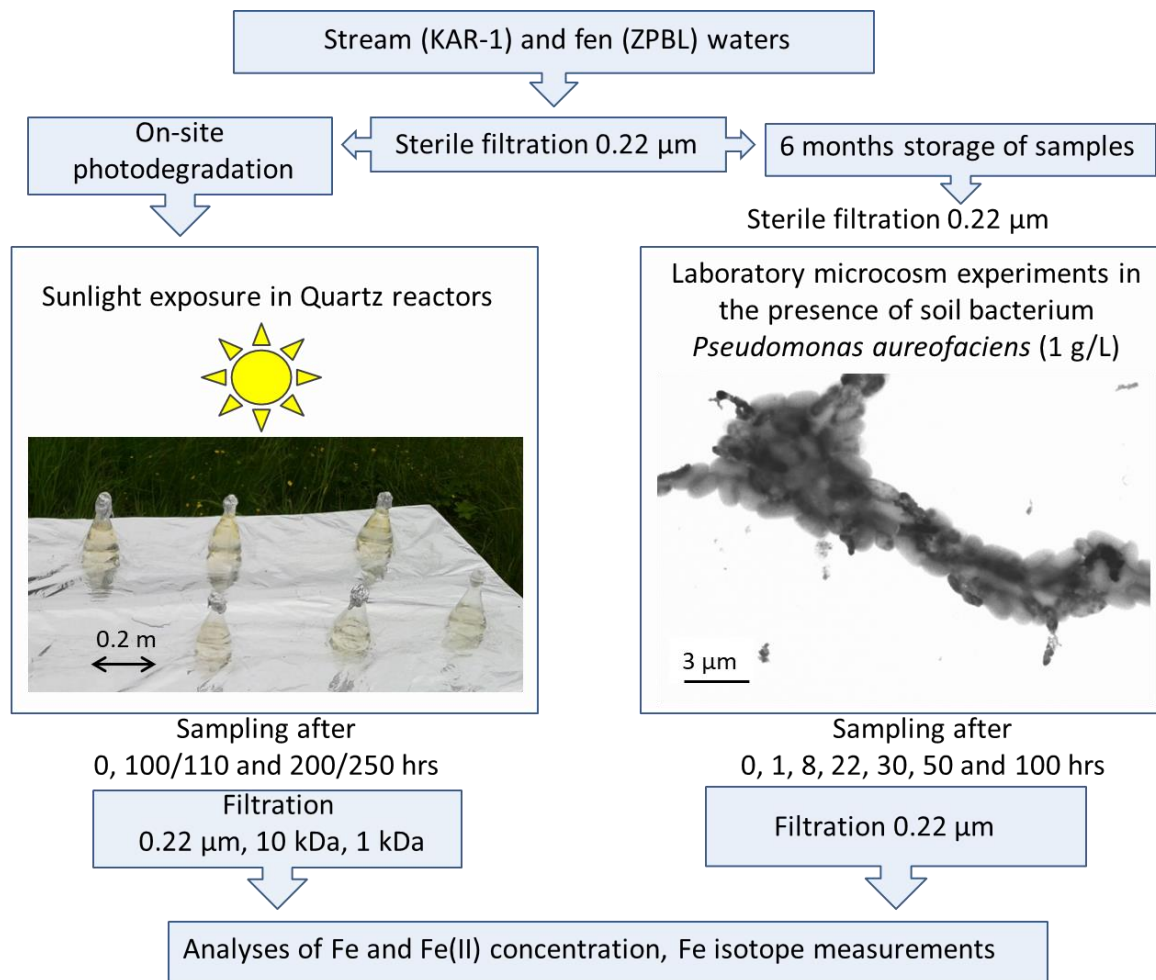 Stream (KAR-1) and fen (ZPBL) waters
On-site
photodegradation
Sterile filtration 0.22 µm
6 months storage of samples
Sterile filtration 0.22 µm
Sunlight exposure in Quartz reactors
0.2 m
Sampling after
0, 100/110 and 200/250 hrs
Filtration
0.22 µm, 10 kDa, 1 kDa
Laboratory microcosm experiments in
the presence of soil bacterium
Pseudomonas aureofaciens (1 g/L)
3 µm
Sampling after
0, 1, 8, 22, 30, 50 and 100 hrs
Filtration 0.22 µm
Analyses of Fe and Fe(II) concentration, Fe isotope measurements